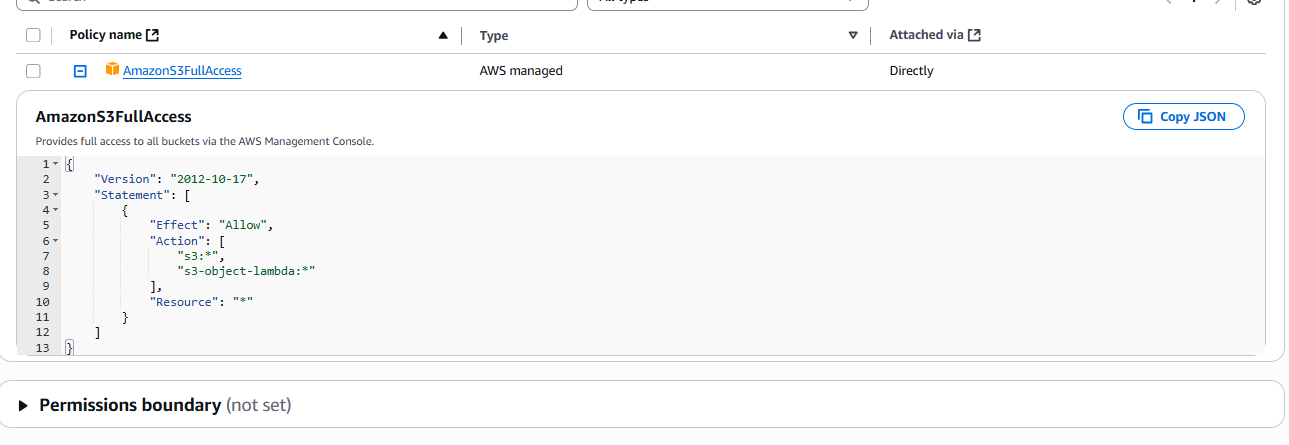 Policy name
Type
Attached via
AmazonS3FullAccess
AWS managed
Directly
AmazonS3FullAccess
Copy JSON
Provides full access to all buckets via the AWS Management Console.
1 {
2 "Version": "2012-10-17",
3 "Statement": [
4 {
5 "Effect": "Allow",
6 "Action": [
7 "s3:*",
8 "s3-object-lambda:*"
9 ],
10 "Resource": "*"
11 }
12 ]
13 }
Permissions boundary (not set)